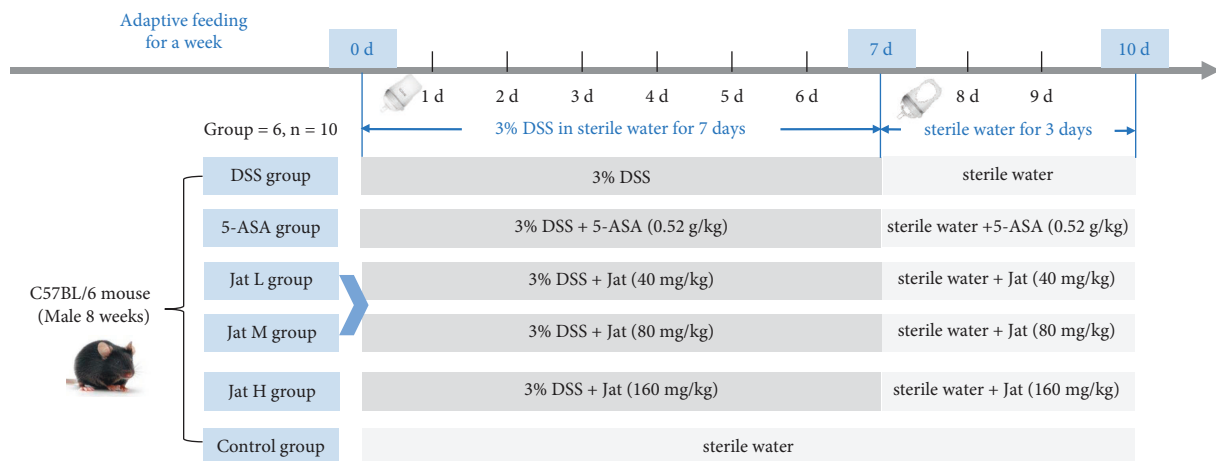 Adaptive feeding
for a week
0 d
7 d
10 d
1 d
2 d
3 d
4 d
5 d
6 d
8 d
9 d
Group = 6, n = 10
3% DSS in sterile water for 7 days
sterile water for 3 days
DSS group
3% DSS
sterile water
5-ASA group
3% DSS + 5-ASA (0.52 g/kg)
sterile water +5-ASA (0.52 g/kg)
Jat L group
3% DSS + Jat (40 mg/kg)
sterile water + Jat (40 mg/kg)
C57BL/6 mouse
(Male 8 weeks)
Jat M group
3% DSS + Jat (80 mg/kg)
sterile water + Jat (80 mg/kg)
Jat H group
3% DSS + Jat (160 mg/kg)
sterile water + Jat (160 mg/kg)
Control group
sterile water